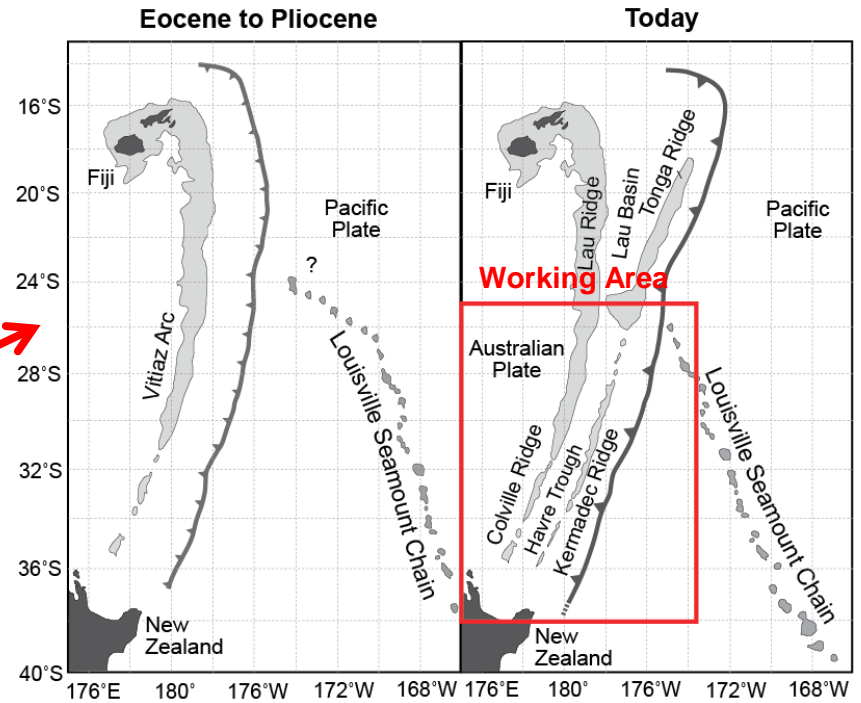 Eocene to Pliocene
Today
16°S
20°S
24°S
28°S
32°S
36°S
40°S
Fiji
Pacific
Plate
?
Vitiaz Arc
Louisville Seamount Chain
New
Zealand
176°E
180°
176°W
172°W
168°W
Fiji
Lau Ridge
Lau Basin
Tonga Ridge
Pacific
Plate
Working Area
Australian
Plate
Colville Ridge
Havre Trough
Kermadec Ridge
Louisville Seamount Chain
New
Zealand
176°E
180°
176°W
172°W
168°W